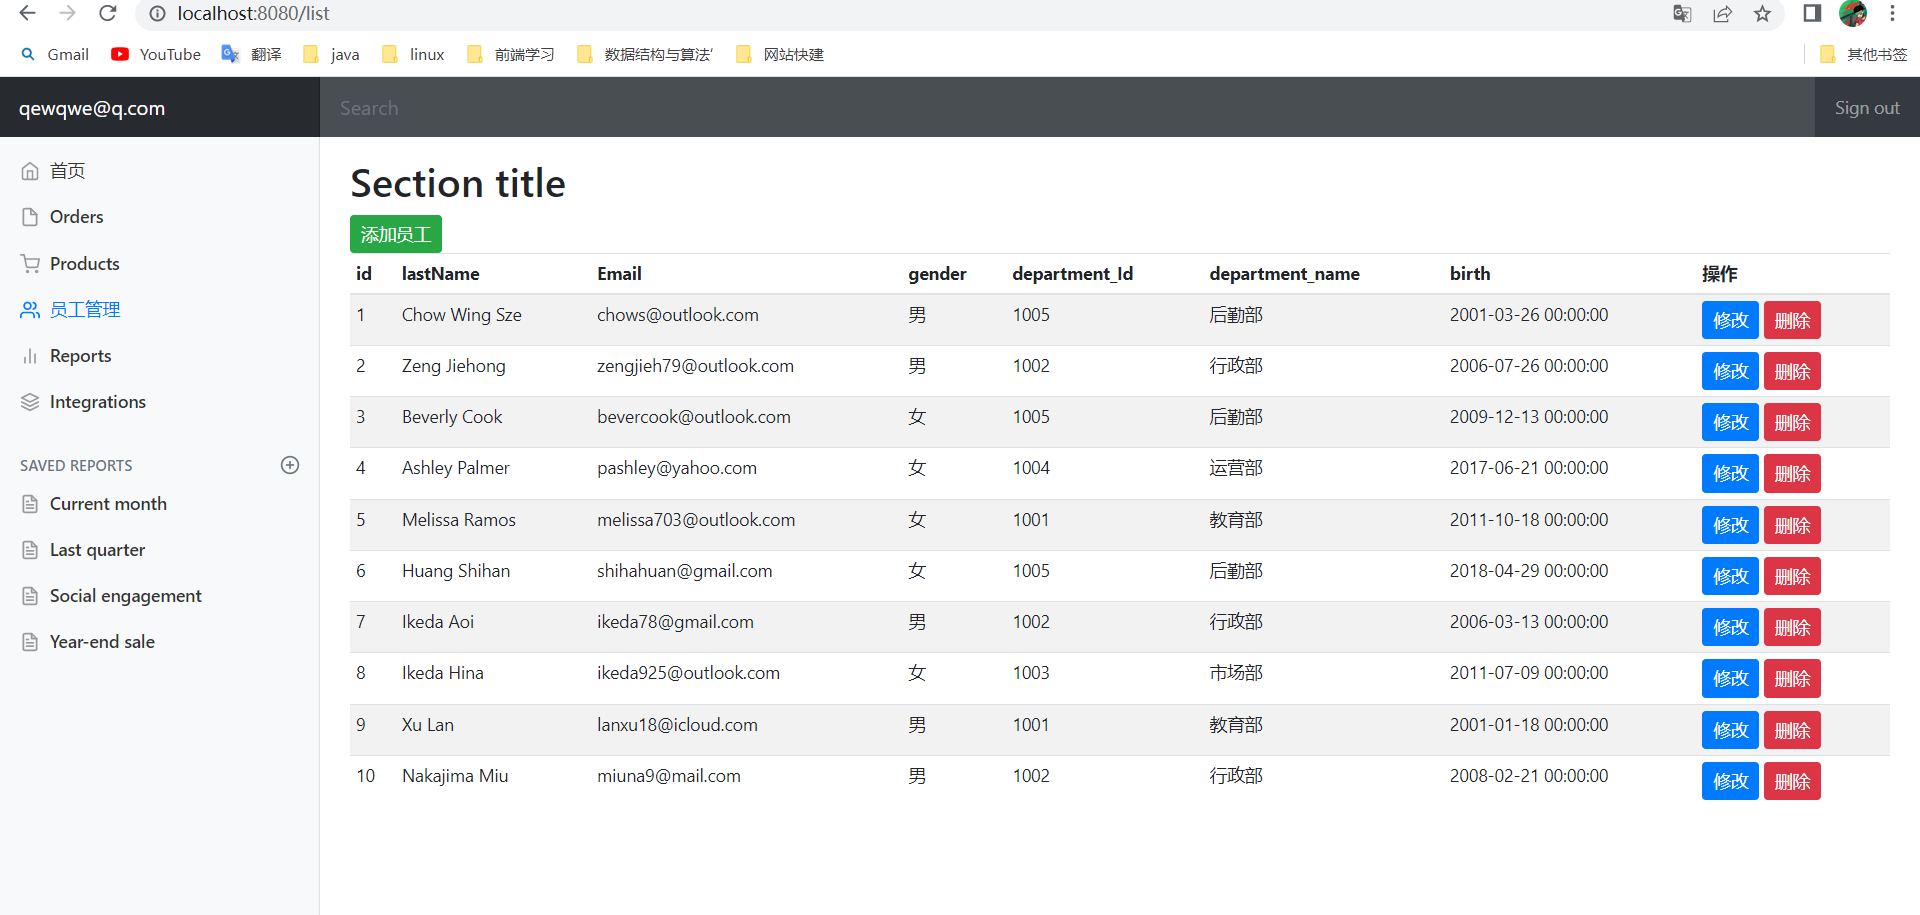 localhost:8080/list
Gmail YouTube 翻译 java linux 前端学习 数据结构与算法' 网站快建 其他书签
qewqwe@q.com Search Sign out
首页
Orders
Products
员工管理
Reports
Integrations
SAVED REPORTS
Current month
Last quarter
Social engagement
Year-end sale
Section title
添加员工
id lastName Email gender department_Id department_name birth 操作
1 Chow Wing Sze chows@outlook.com 男 1005 后勤部 2001-03-26 00:00:00 修改 删除
2 Zeng Jiehong zengjieh79@outlook.com 男 1002 行政部 2006-07-26 00:00:00 修改 删除
3 Beverly Cook bevercook@outlook.com 女 1005 后勤部 2009-12-13 00:00:00 修改 删除
4 Ashley Palmer pashley@yahoo.com 女 1004 运营部 2017-06-21 00:00:00 修改 删除
5 Melissa Ramos melissa703@outlook.com 女 1001 教育部 2011-10-18 00:00:00 修改 删除
6 Huang Shihan shihahuan@gmail.com 女 1005 后勤部 2018-04-29 00:00:00 修改 删除
7 Ikeda Aoi ikeda78@gmail.com 男 1002 行政部 2006-03-13 00:00:00 修改 删除
8 Ikeda Hina ikeda925@outlook.com 女 1003 市场部 2011-07-09 00:00:00 修改 删除
9 Xu Lan lanxu18@icloud.com 男 1001 教育部 2001-01-18 00:00:00 修改 删除
10 Nakajima Miu miuna9@mail.com 男 1002 行政部 2008-02-21 00:00:00 修改 删除